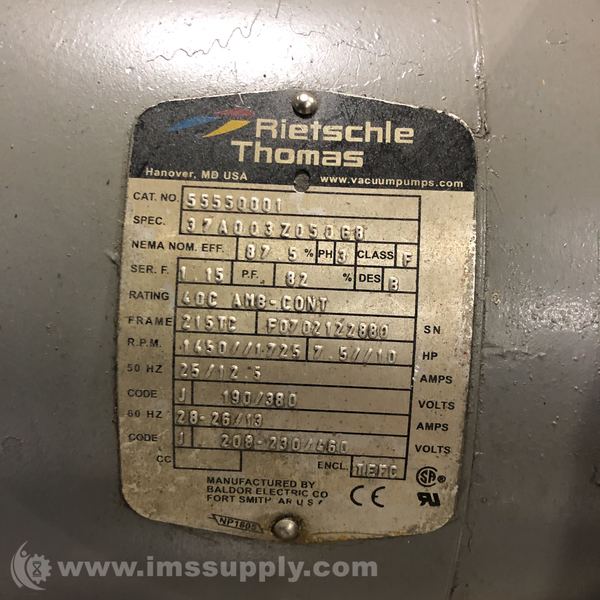 Rietschle
Thomas
Hanover, MD USA www.vacuumpumps.com
CAT. NO. 55550001
SPEC. 37A003Z050G8
NEMA NOM. EFF. 87 5 % PH 3 CLASS F
SER. F. 1.15 P.F. 82 % DES B
RATING 40C AMB-CONT
FRAME 215TC F0702122880 SN
R.P.M. 1450//1725 7.5//10 HP
50 HZ 25/12 5 AMPS
CODE J 190/380 VOLTS
60 HZ 28-26/13 AMPS
CODE 208-230/460 VOLTS
CC ENCL. TEFC
MANUFACTURED BY
BALDOR ELECTRIC CO
FORT SMITH AR U S
CE
SA
NP1605
© www.imssupply.com